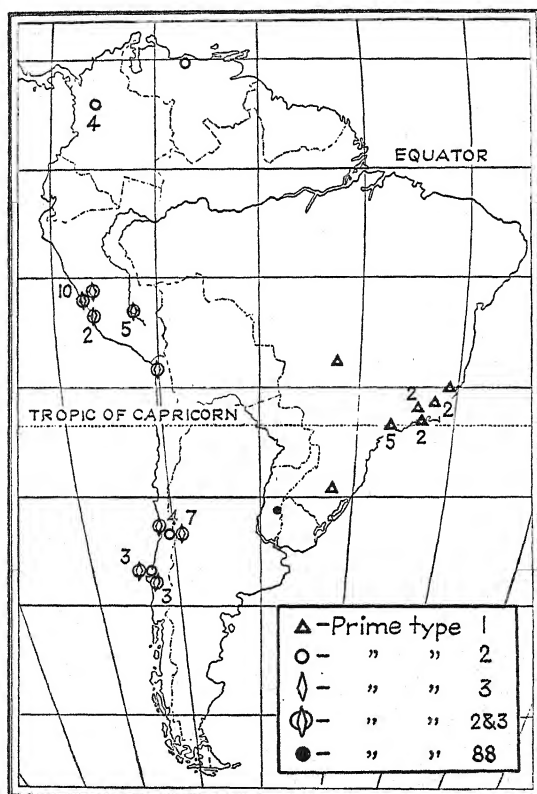 4
EQUATOR
10
2
5
TROPIC OF CAPRICORN
2
2
5
2
7
3
3
△ – Prime type 1
○ – " " 2
◊ – " " 3
⏀ – " " 2&3
● – " " 88